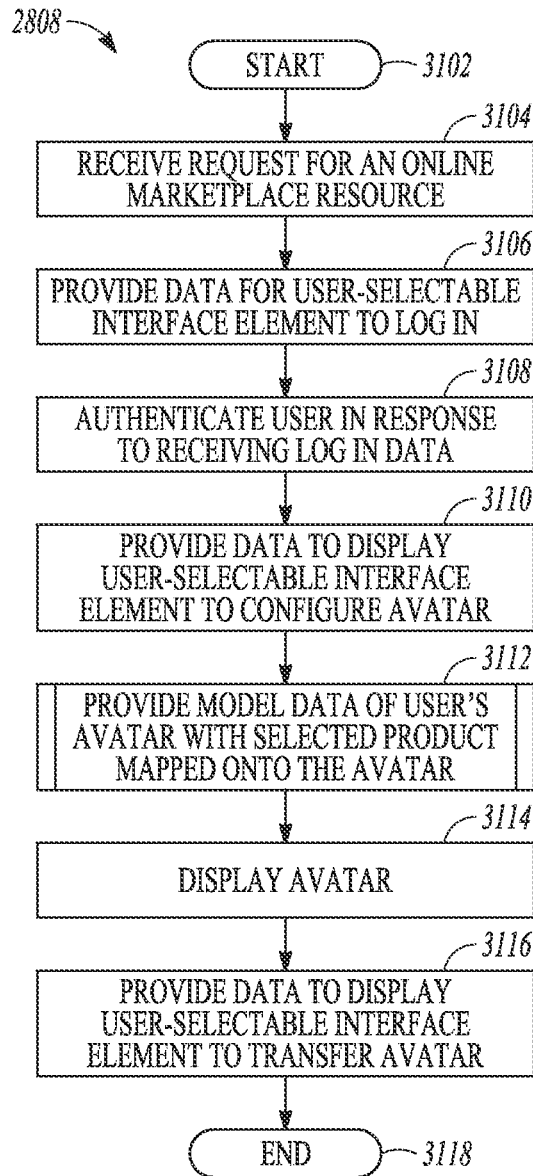 2808
START
3102
3104
RECEIVE REQUEST FOR AN ONLINE
MARKETPLACE RESOURCE
3106
PROVIDE DATA FOR USER-SELECTABLE
INTERFACE ELEMENT TO LOG IN
3108
AUTHENTICATE USER IN RESPONSE
TO RECEIVING LOG IN DATA
3110
PROVIDE DATA TO DISPLAY
USER-SELECTABLE INTERFACE
ELEMENT TO CONFIGURE AVATAR
3112
PROVIDE MODEL DATA OF USER'S
AVATAR WITH SELECTED PRODUCT
MAPPED ONTO THE AVATAR
3114
DISPLAY AVATAR
3116
PROVIDE DATA TO DISPLAY
USER-SELECTABLE INTERFACE
ELEMENT TO TRANSFER AVATAR
END
3118